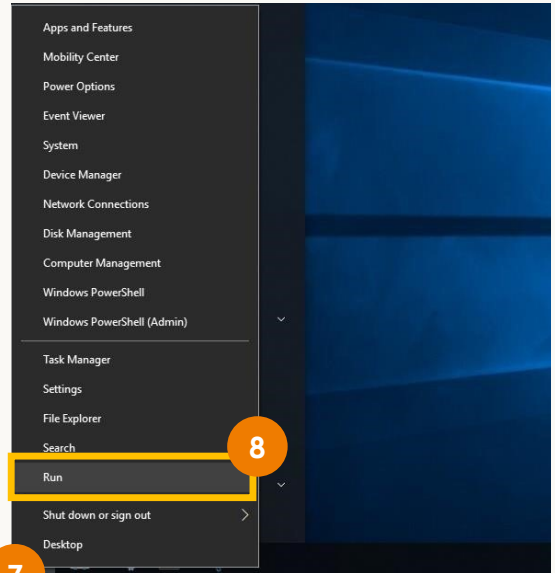 Apps and Features
Mobility Center
Power Options
Event Viewer
System
Device Manager
Network Connections
Disk Management
Computer Management
Windows PowerShell
Windows PowerShell (Admin)
Task Manager
Settings
File Explorer
Search
8
Run
Shut down or sign out
Desktop
7